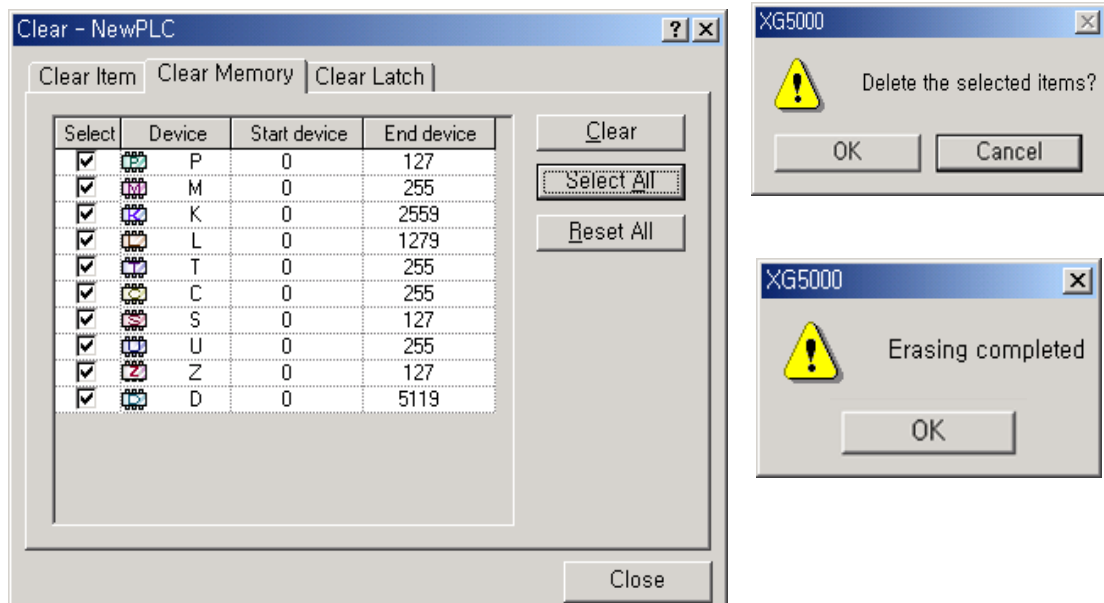 Clear - NewPLC
Clear Item Clear Memory Clear Latch
Select Device Start device End device
P P 0 127
M M 0 255
K K 0 2559
L L 0 1279
T T 0 255
C C 0 255
S S 0 127
U U 0 255
Z Z 0 127
D D 0 5119
Clear
Select All
Reset All
Close
XG5000
Delete the selected items?
OK Cancel
XG5000
Erasing completed
OK